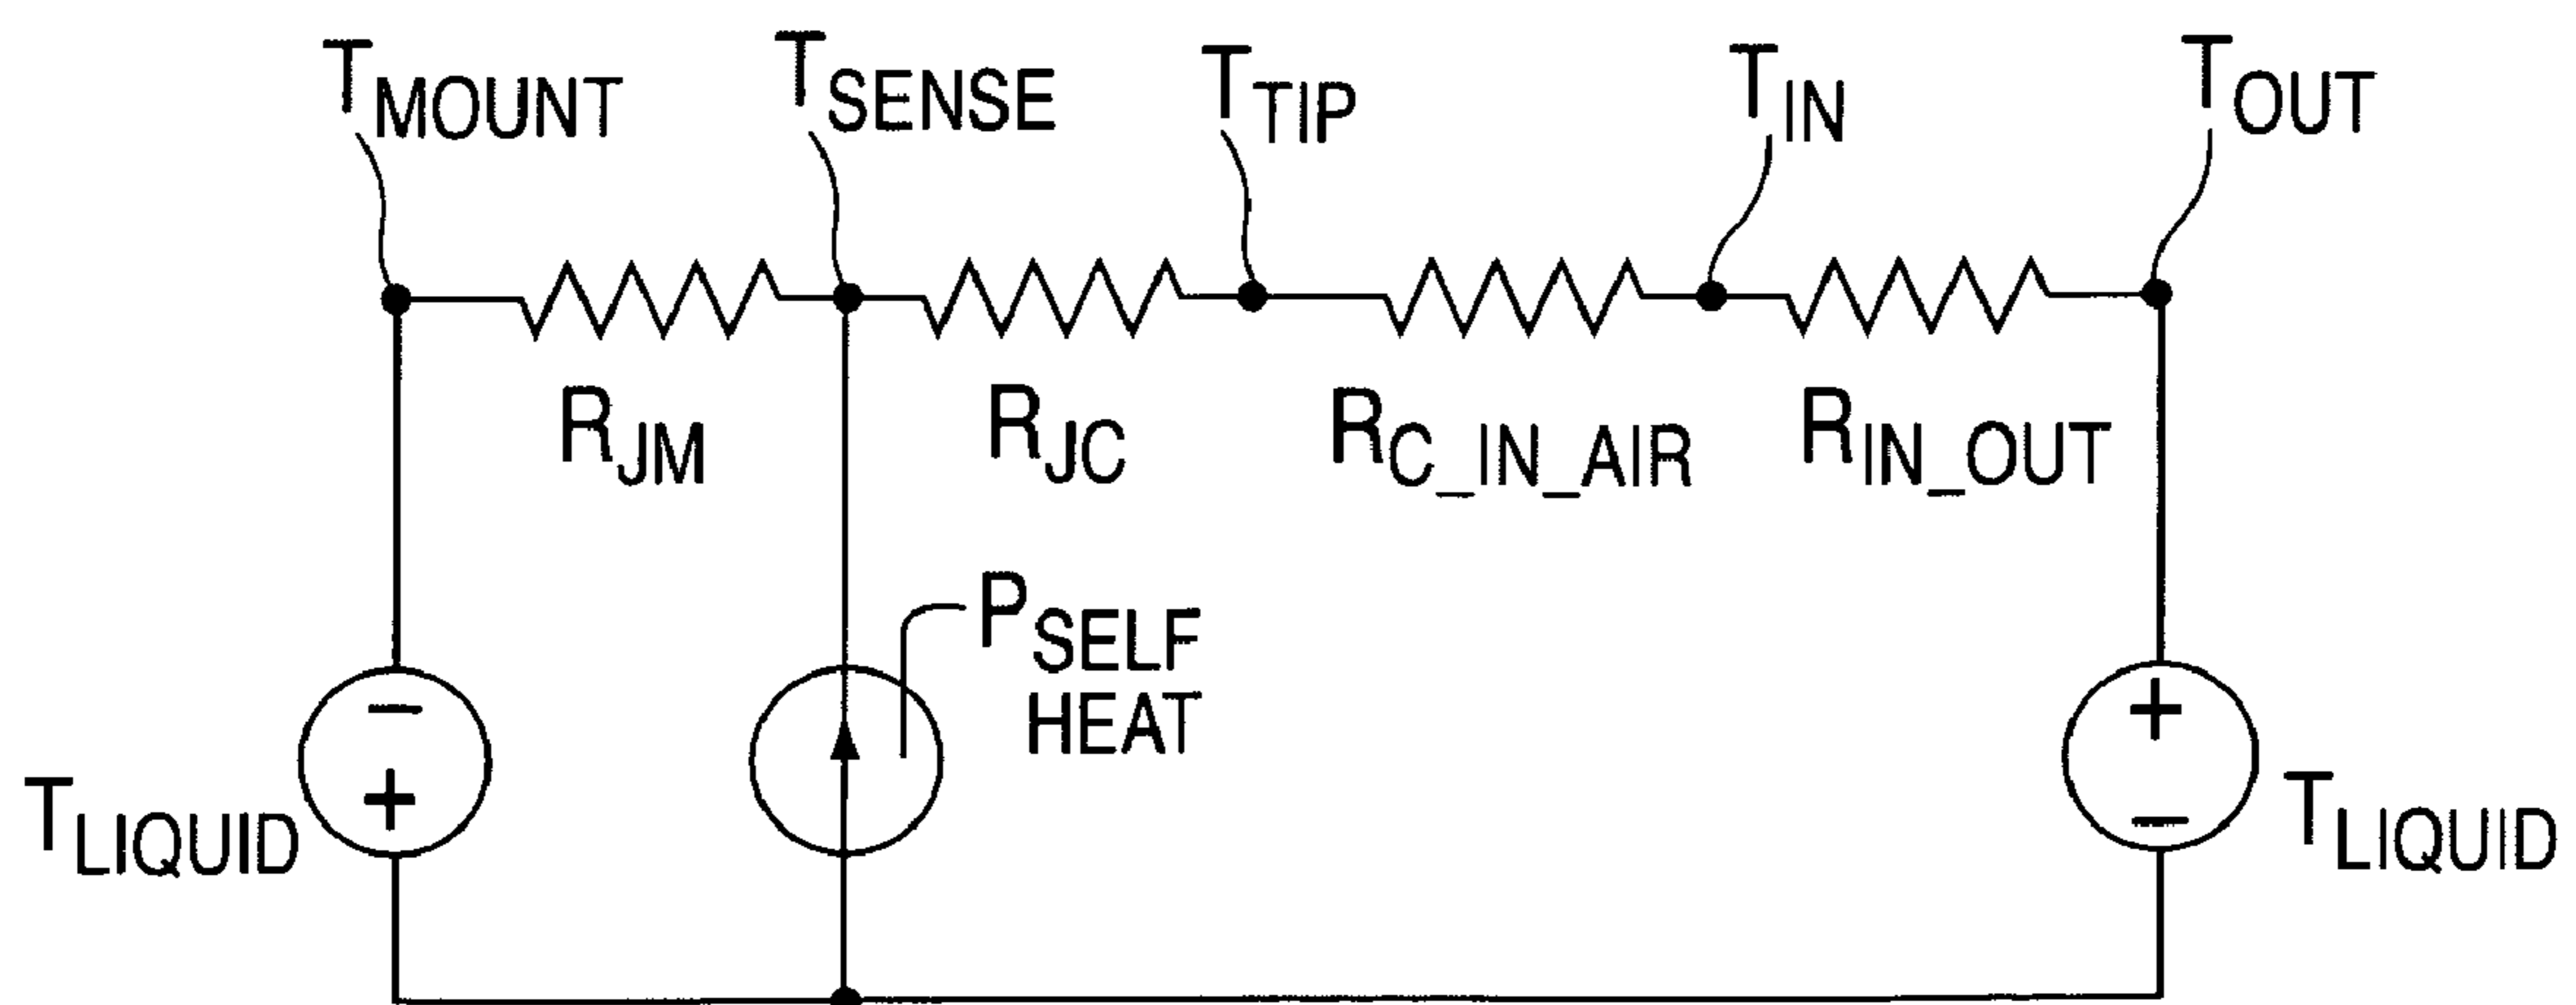 TMOUNT
TSENSE
TTIP
TIN
TOUT
RJM
RJC
RC_IN_AIR
RIN_OUT
PSELF
HEAT
−
+
TLIQUID
+
−
TLIQUID